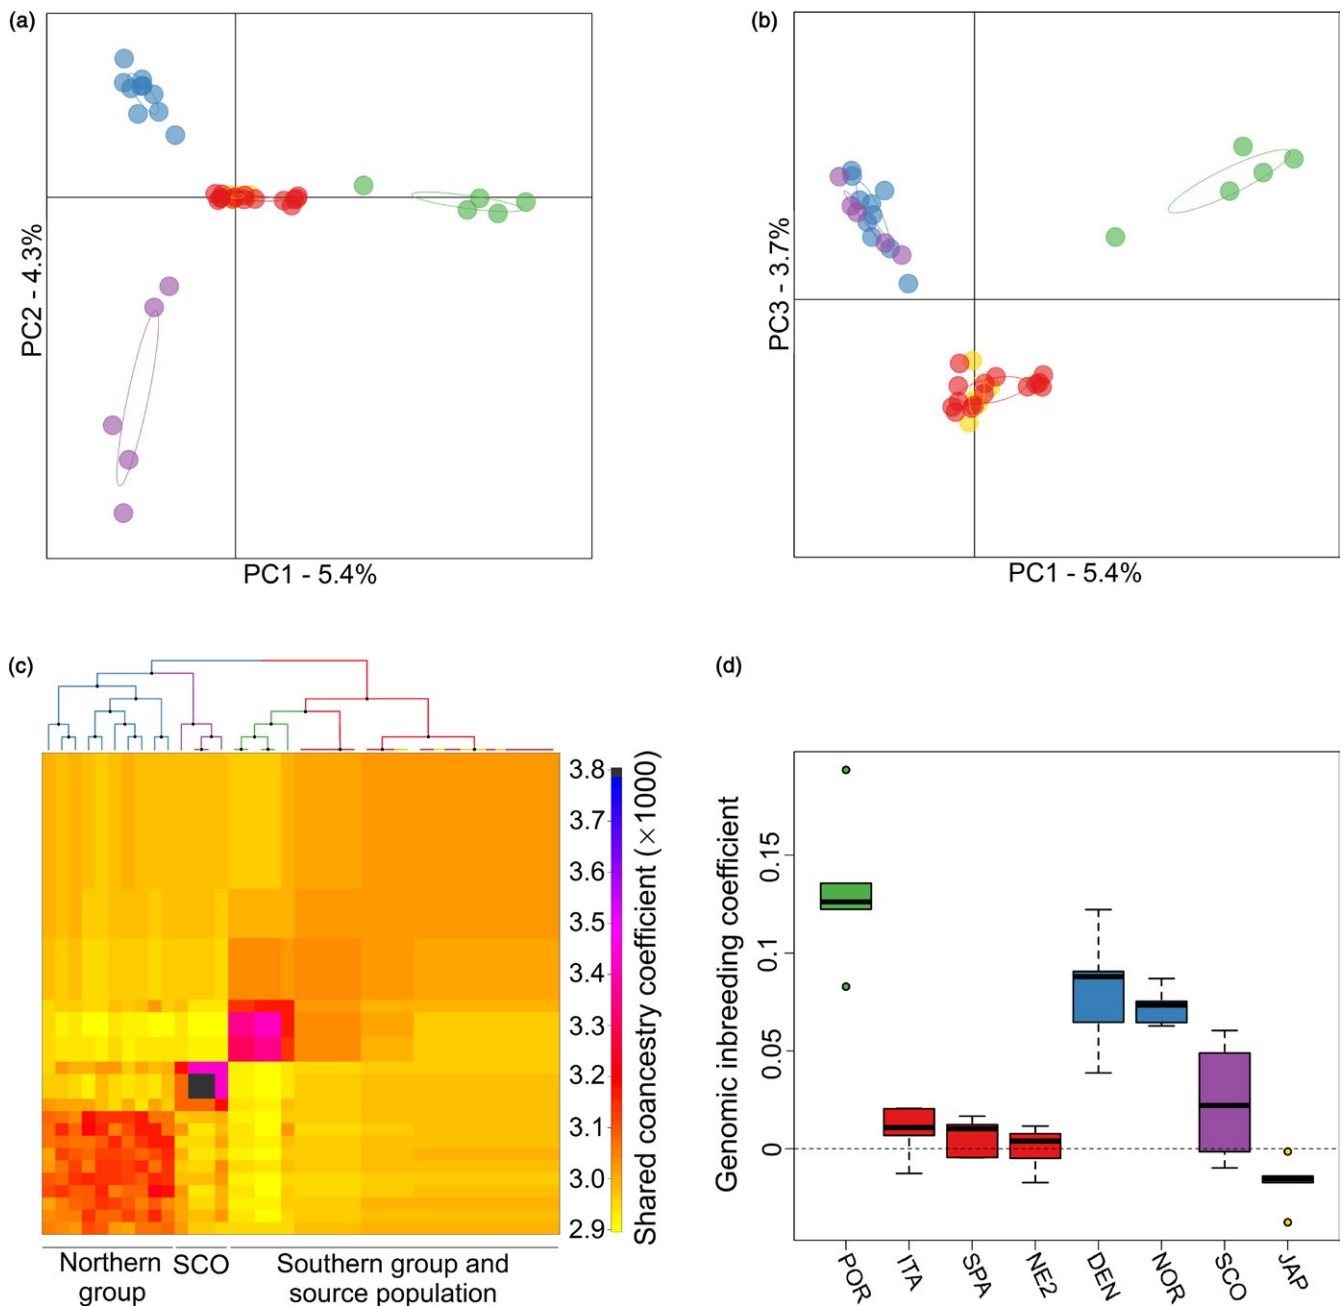 (a)
PC2 - 4.3%
PC1 - 5.4%
(b)
PC3 - 3.7%
PC1 - 5.4%
(c)
3.8
3.7
3.6
3.5
3.4
3.3
3.2
3.1
3.0
2.9
Shared coancestry coefficient (×1000)
Northern
group
SCO
Southern group and
source population
(d)
Genomic inbreeding coefficient
0.15
0.1
0.05
0
POR
ITA
SPA
NE2
DEN
NOR
SCO
JAP